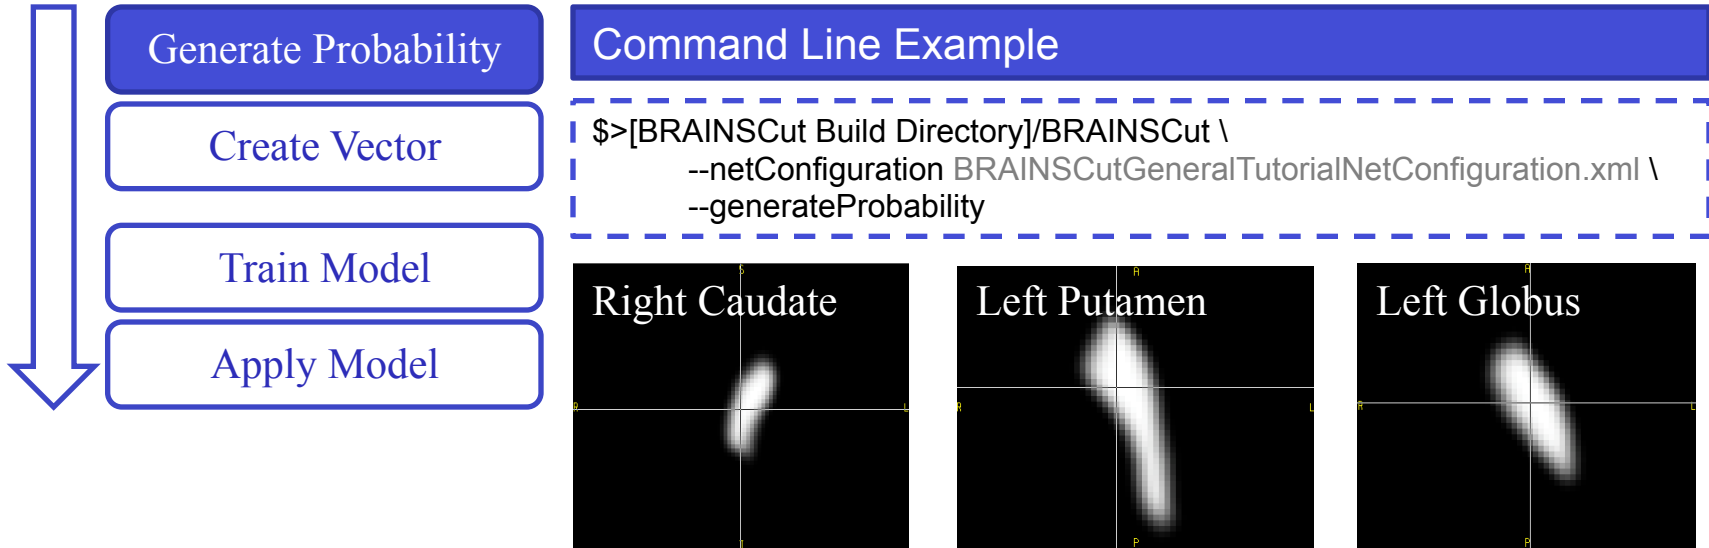 Generate Probability
Create Vector
Train Model
Apply Model
Command Line Example
$>[BRAINSCut Build Directory]/BRAINSCut \
--netConfiguration BRAINSCutGeneralTutorialNetConfiguration.xml \
--generateProbability
Right Caudate
S
R
L
I
Left Putamen
A
R
L
P
Left Globus
A
R
L
P